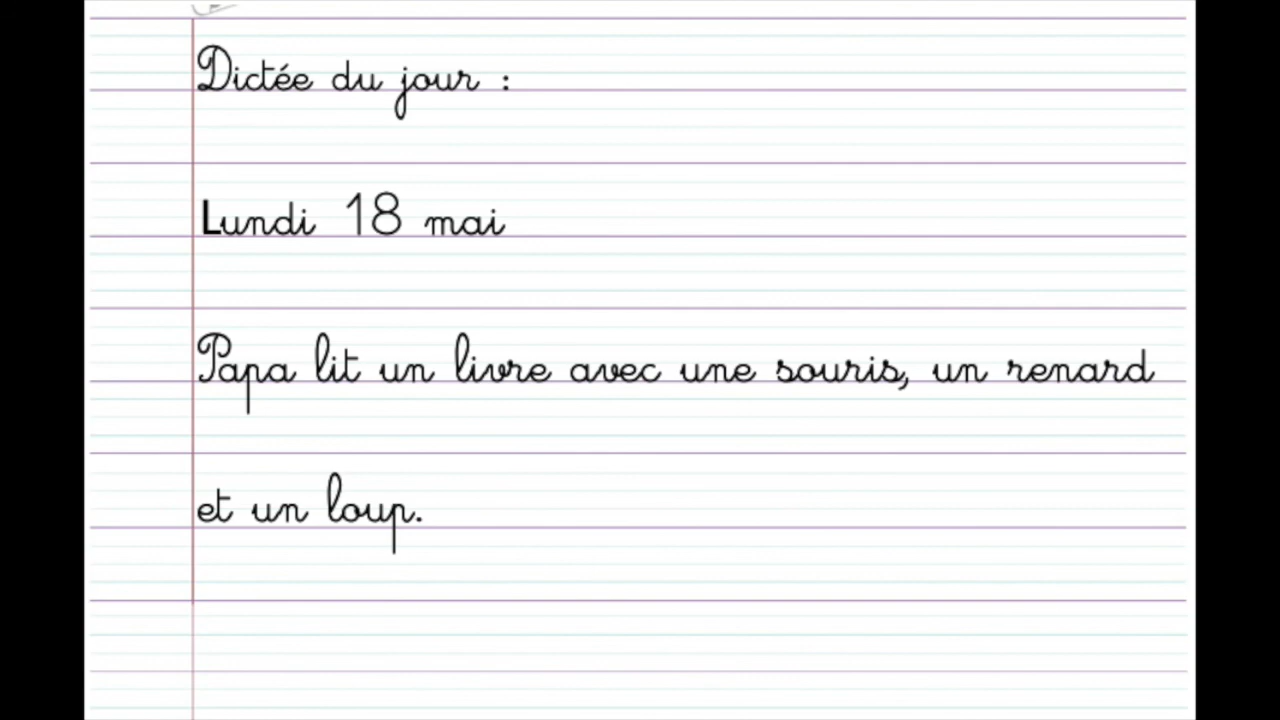 Dictée du jour :
Lundi 18 mai
Papa lit un livre avec une souris, un renard
et un loup.